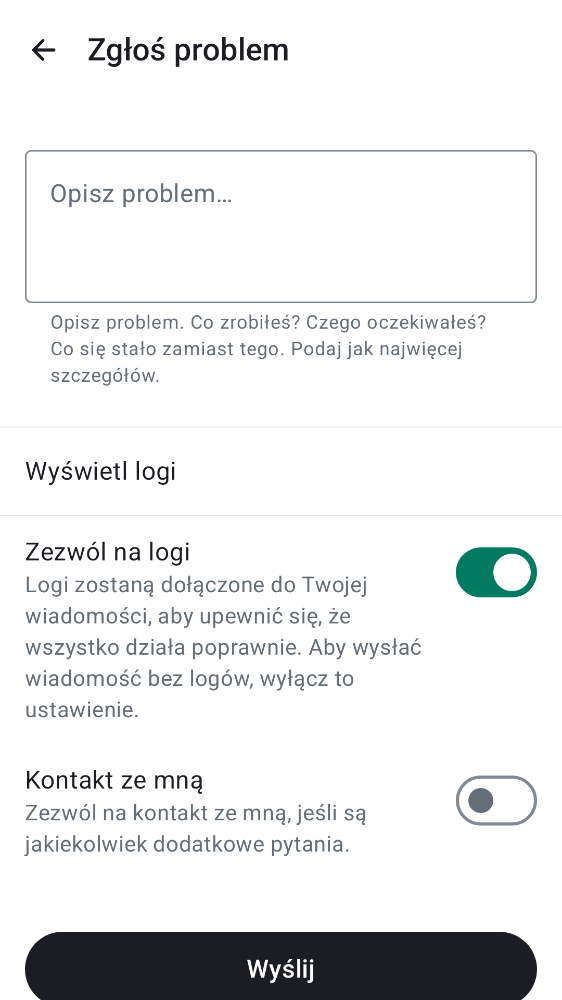 Zgłoś problem
Opisz problem…
Opisz problem. Co zrobiłeś? Czego oczekiwałeś?
Co się stało zamiast tego. Podaj jak najwięcej
szczegółów.
Wyświetl logi
Zezwól na logi
Logi zostaną dołączone do Twojej
wiadomości, aby upewnić się, że
wszystko działa poprawnie. Aby wysłać
wiadomość bez logów, wyłącz to
ustawienie.
Kontakt ze mną
Zezwól na kontakt ze mną, jeśli są
jakiekolwiek dodatkowe pytania.
Wyślij